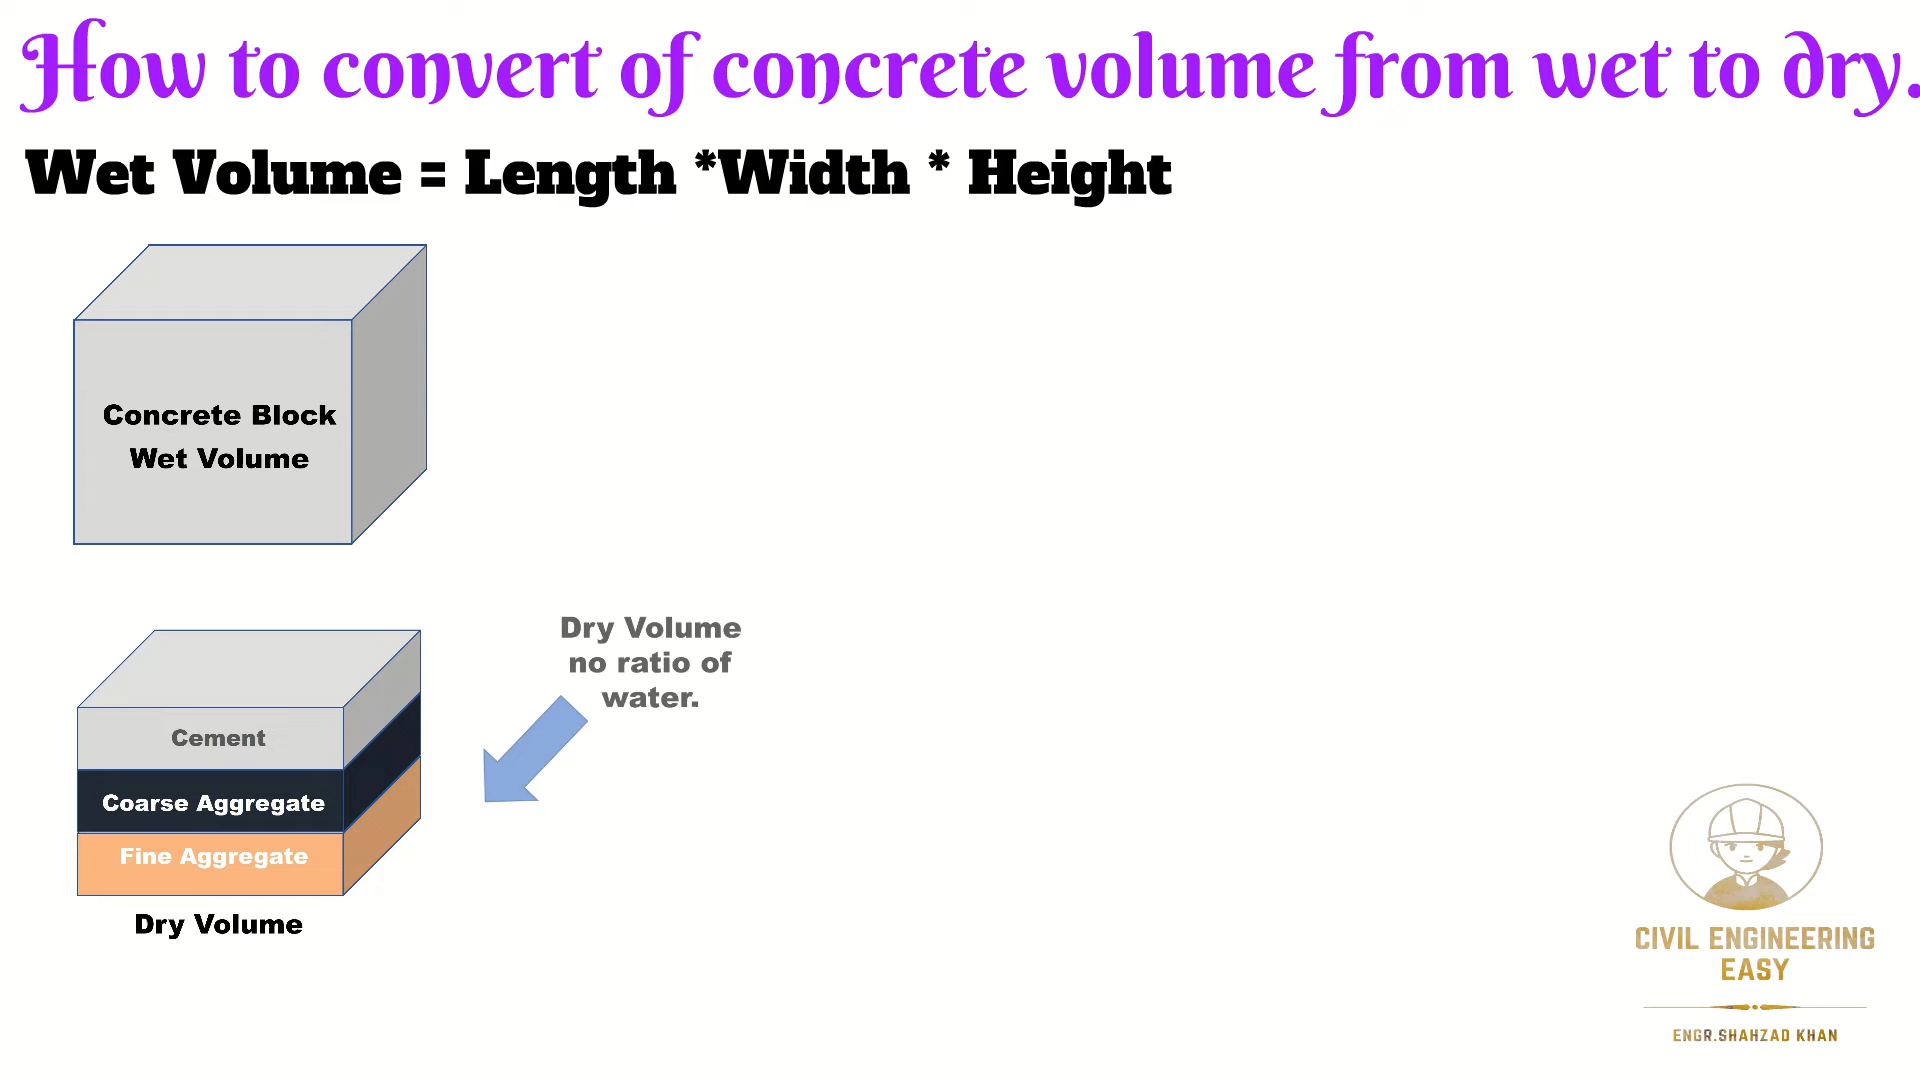 How to convert of concrete volume from wet to dry.
Wet Volume = Length *Width * Height
Concrete Block
Wet Volume
Dry Volume
no ratio of
water.
Cement
Coarse Aggregate
Fine Aggregate
Dry Volume
CIVIL ENGINEERING
EASY
ENGR.SHAHZAD KHAN